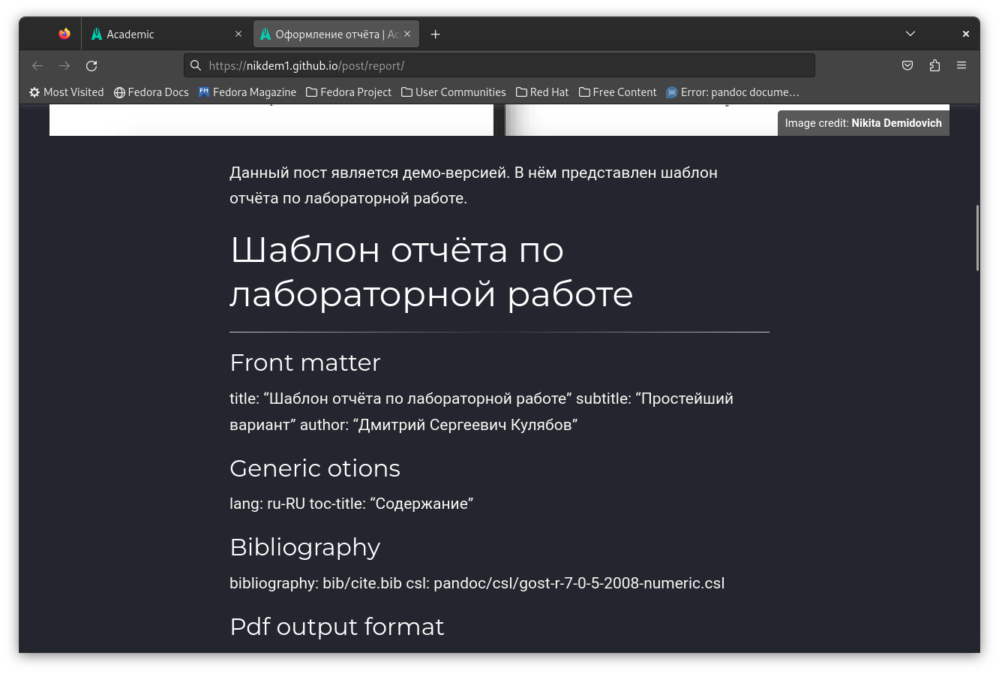 Academic
Оформление отчёта | Ac
https://nikdem1.github.io/post/report/
Most Visited Fedora Docs Fedora Magazine Fedora Project User Communities Red Hat Free Content Error: pandoc docume…
Image credit: Nikita Demidovich
Данный пост является демо-версией. В нём представлен шаблон
отчёта по лабораторной работе.
Шаблон отчёта по
лабораторной работе
Front matter
title: “Шаблон отчёта по лабораторной работе” subtitle: “Простейший
вариант” author: “Дмитрий Сергеевич Кулябов”
Generic otions
lang: ru-RU toc-title: “Содержание”
Bibliography
bibliography: bib/cite.bib csl: pandoc/csl/gost-r-7-0-5-2008-numeric.csl
Pdf output format